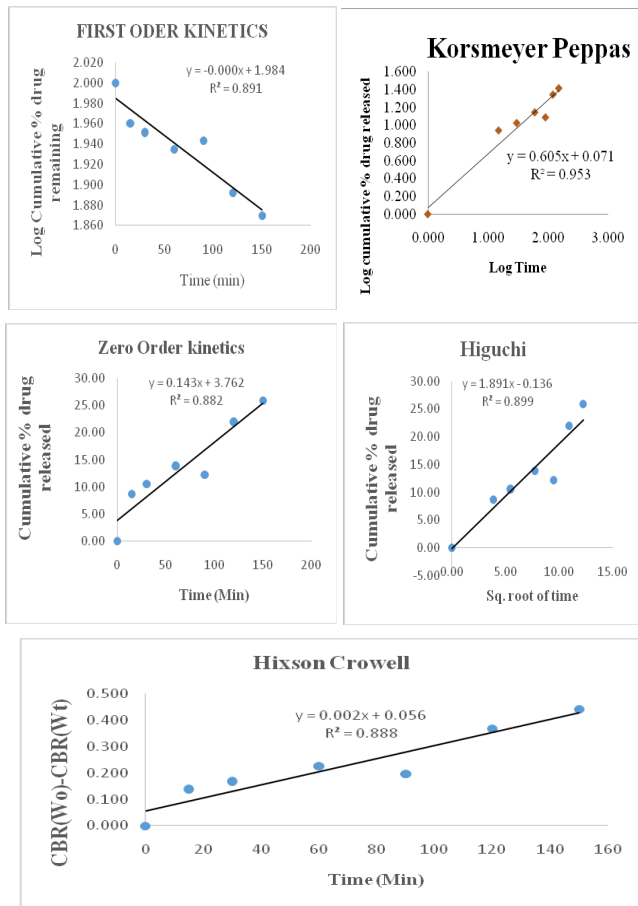 FIRST ODER KINETICS
y = -0.000x + 1.984
R² = 0.891
2.020
2.000
1.980
1.960
1.940
1.920
1.900
1.880
1.860
0
50
100
150
200
Log Cumulative % drug
remaining
Time (min)
Korsmeyer Peppas
1.600
1.400
1.200
1.000
0.800
0.600
0.400
0.200
0.000
y = 0.605x + 0.071
R² = 0.953
0.000
1.000
2.000
3.000
Log cumulative % drug released
Log Time
Zero Order kinetics
y = 0.143x + 3.762
R² = 0.882
30.00
25.00
20.00
15.00
10.00
5.00
0.00
0
50
100
150
200
Cumulative % drug
released
Time (Min)
Higuchi
y = 1.891x - 0.136
R² = 0.899
30.00
25.00
20.00
15.00
10.00
5.00
0.00
-5.00
0.00
5.00
10.00
15.00
Cumulative % drug
released
Sq. root of time
Hixson Crowell
y = 0.002x + 0.056
R² = 0.888
0.500
0.400
0.300
0.200
0.100
0.000
0
20
40
60
80
100
120
140
160
CBR(Wo)-CBR(Wt)
Time (Min)